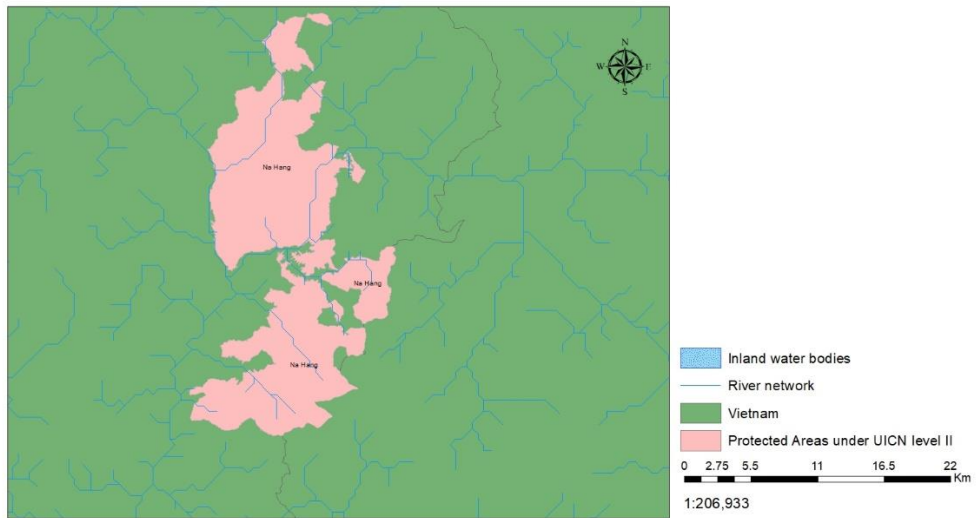 N
W E
S
Na Hang
Na Hang
Na Hang
Inland water bodies
River network
Vietnam
Protected Areas under UICN level II
0 2.75 5.5 11 16.5 22
Km
1:206,933